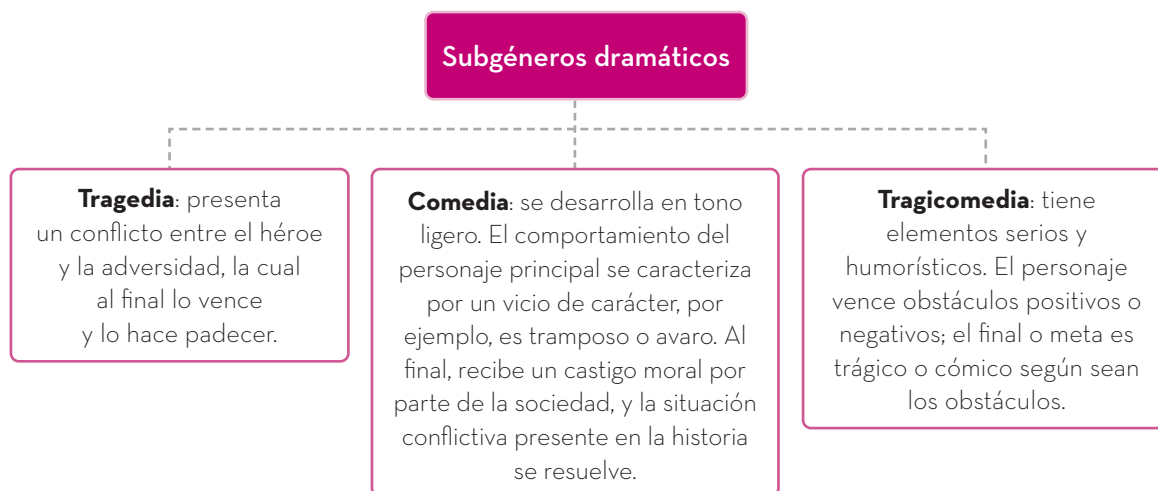 Subgéneros dramáticos
Tragedia: presenta
un conflicto entre el héroe
y la adversidad, la cual
al final lo vence
y lo hace padecer.
Comedia: se desarrolla en tono
ligero. El comportamiento del
personaje principal se caracteriza
por un vicio de carácter, por
ejemplo, es tramposo o avaro. Al
final, recibe un castigo moral por
parte de la sociedad, y la situación
conflictiva presente en la historia
se resuelve.
Tragicomedia: tiene
elementos serios y
humorísticos. El personaje
vence obstáculos positivos o
negativos; el final o meta es
trágico o cómico según sean
los obstáculos.